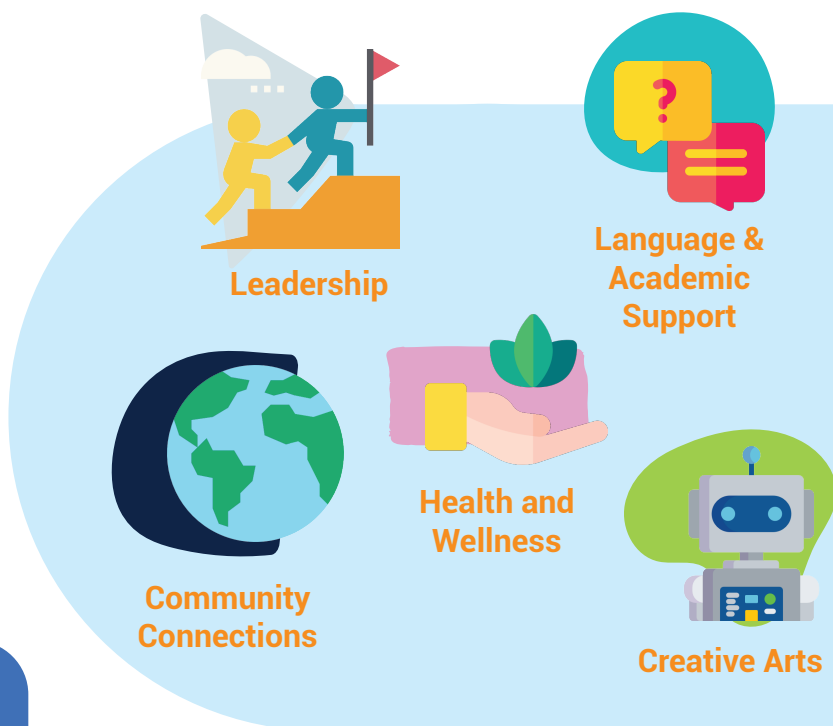 Leadership
Language &
Academic
Support
Health and
Wellness
Community
Connections
Creative Arts